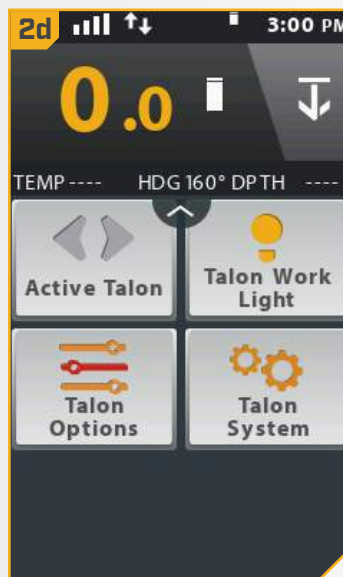 2d 3:00 PM
0.0
TEMP ---- HDG 160° DPTH ----
Active Talon
Talon Work
Light
Talon
Options
Talon
System